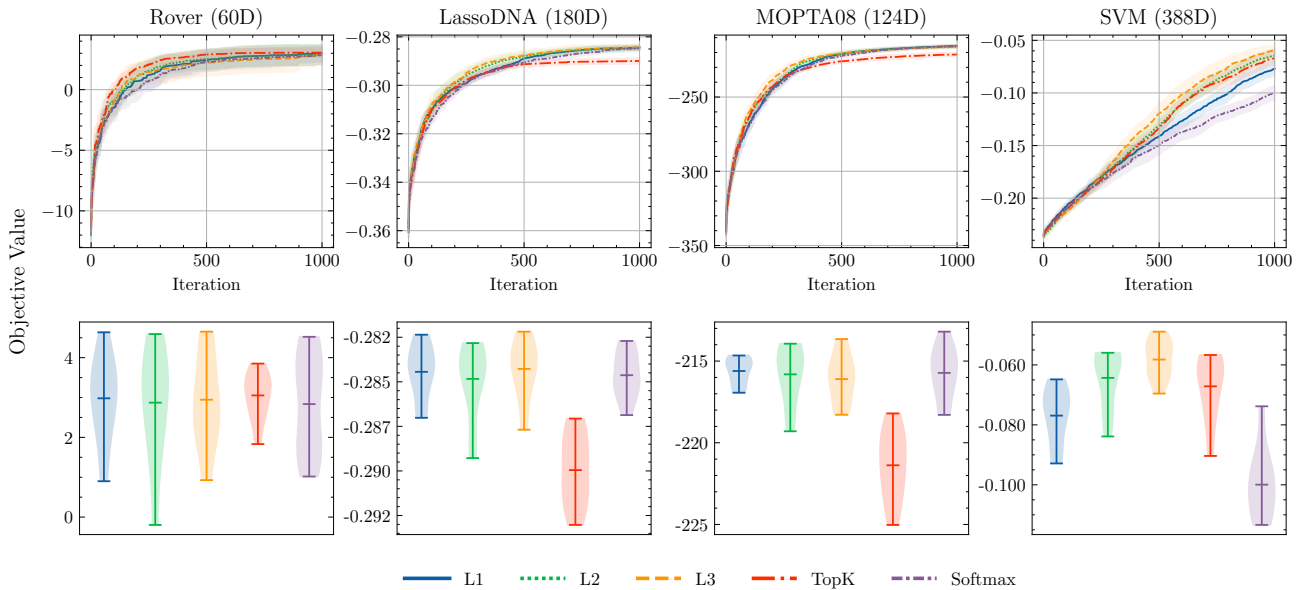 Rover (60D)
LassoDNA (180D)
MOPTA08 (124D)
SVM (388D)
Objective Value
0
−5
−10
0
500
1000
Iteration
−0.28
−0.30
−0.32
−0.34
−0.36
0
500
1000
Iteration
−250
−300
−350
0
500
1000
Iteration
−0.05
−0.10
−0.15
−0.20
0
500
1000
Iteration
4
2
0
-0.282
-0.285
-0.287
-0.290
-0.292
-215
-220
-225
-0.060
-0.080
-0.100
L1
L2
L3
TopK
Softmax